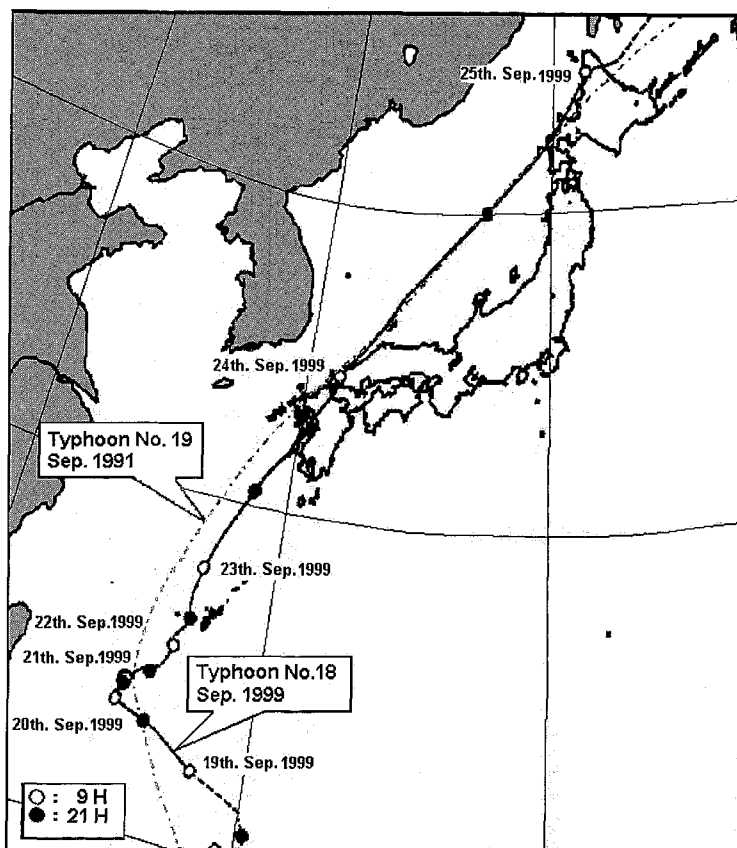 25th. Sep. 1999
24th. Sep. 1999
Typhoon No. 19
Sep. 1991
23th. Sep. 1999
22th. Sep. 1999
21th. Sep. 1999
Typhoon No.18
Sep. 1999
20th. Sep. 1999
19th. Sep. 1999
: 9 H
: 21 H